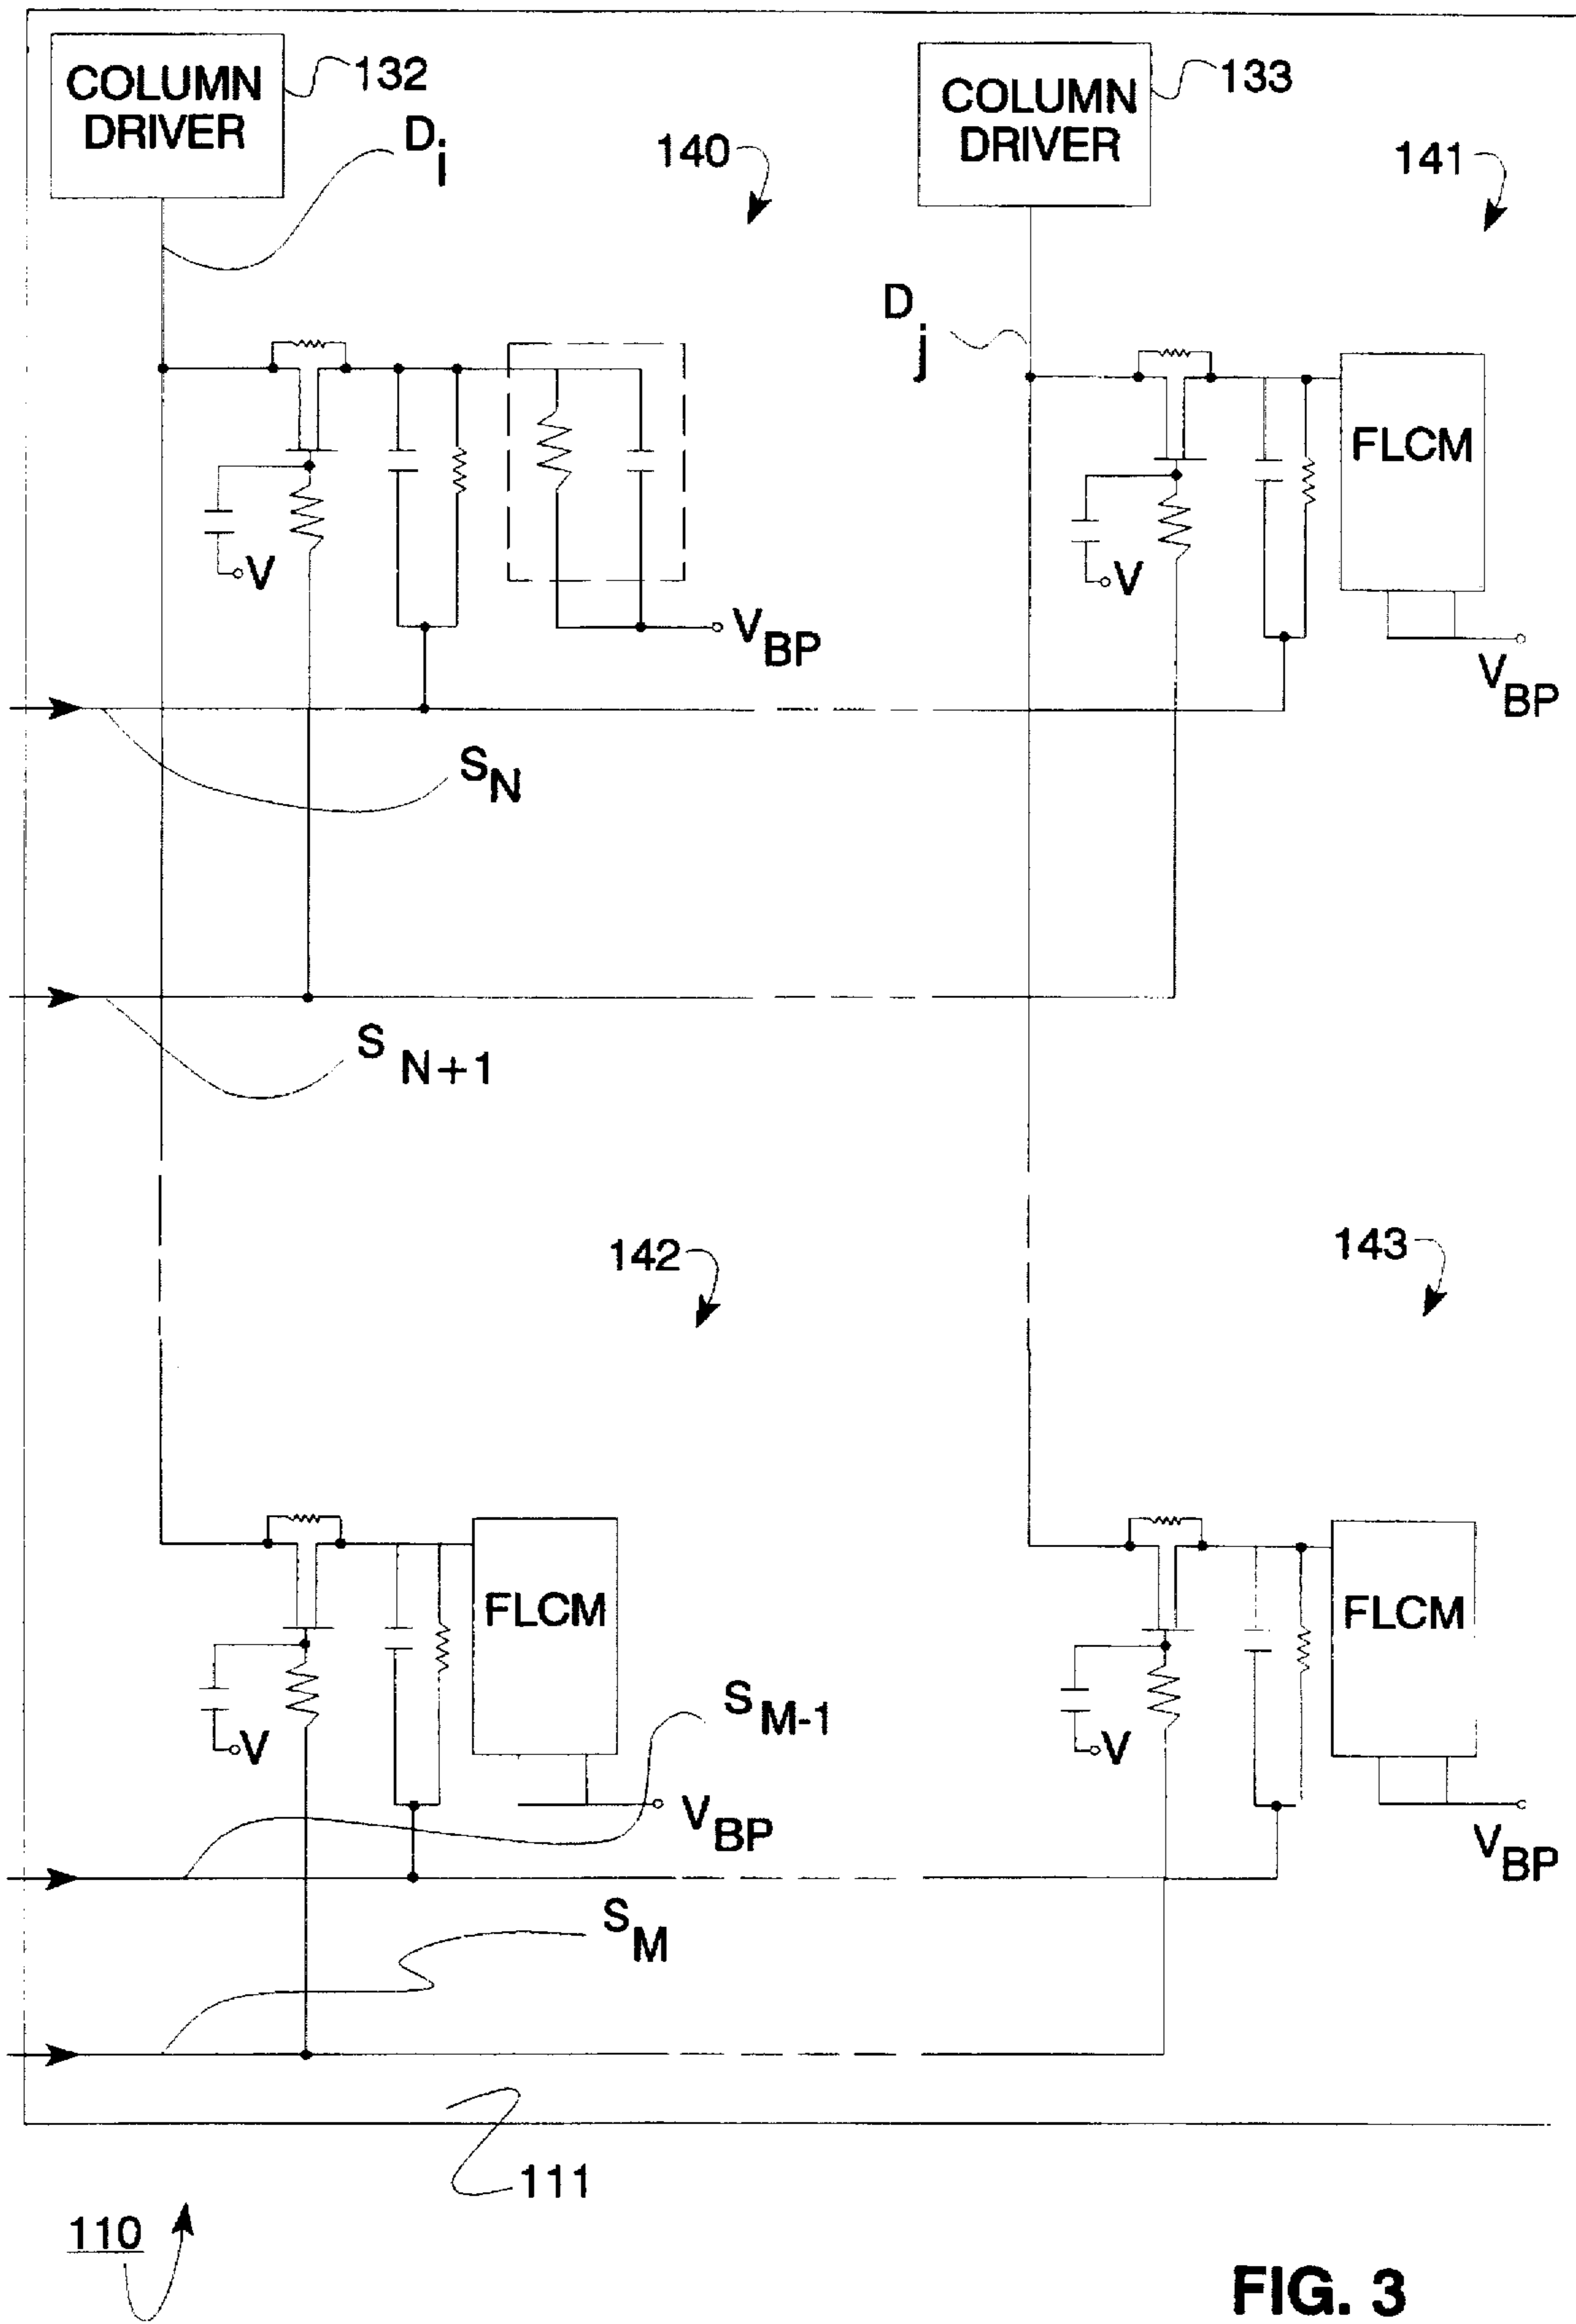 COLUMN
DRIVER
132
Di
140
COLUMN
DRIVER
133
141
Dj
FLCM
V
V
VBP
VBP
SN
SN+1
142
143
FLCM
FLCM
SM-1
V
V
VBP
VBP
SM
111
110
FIG. 3